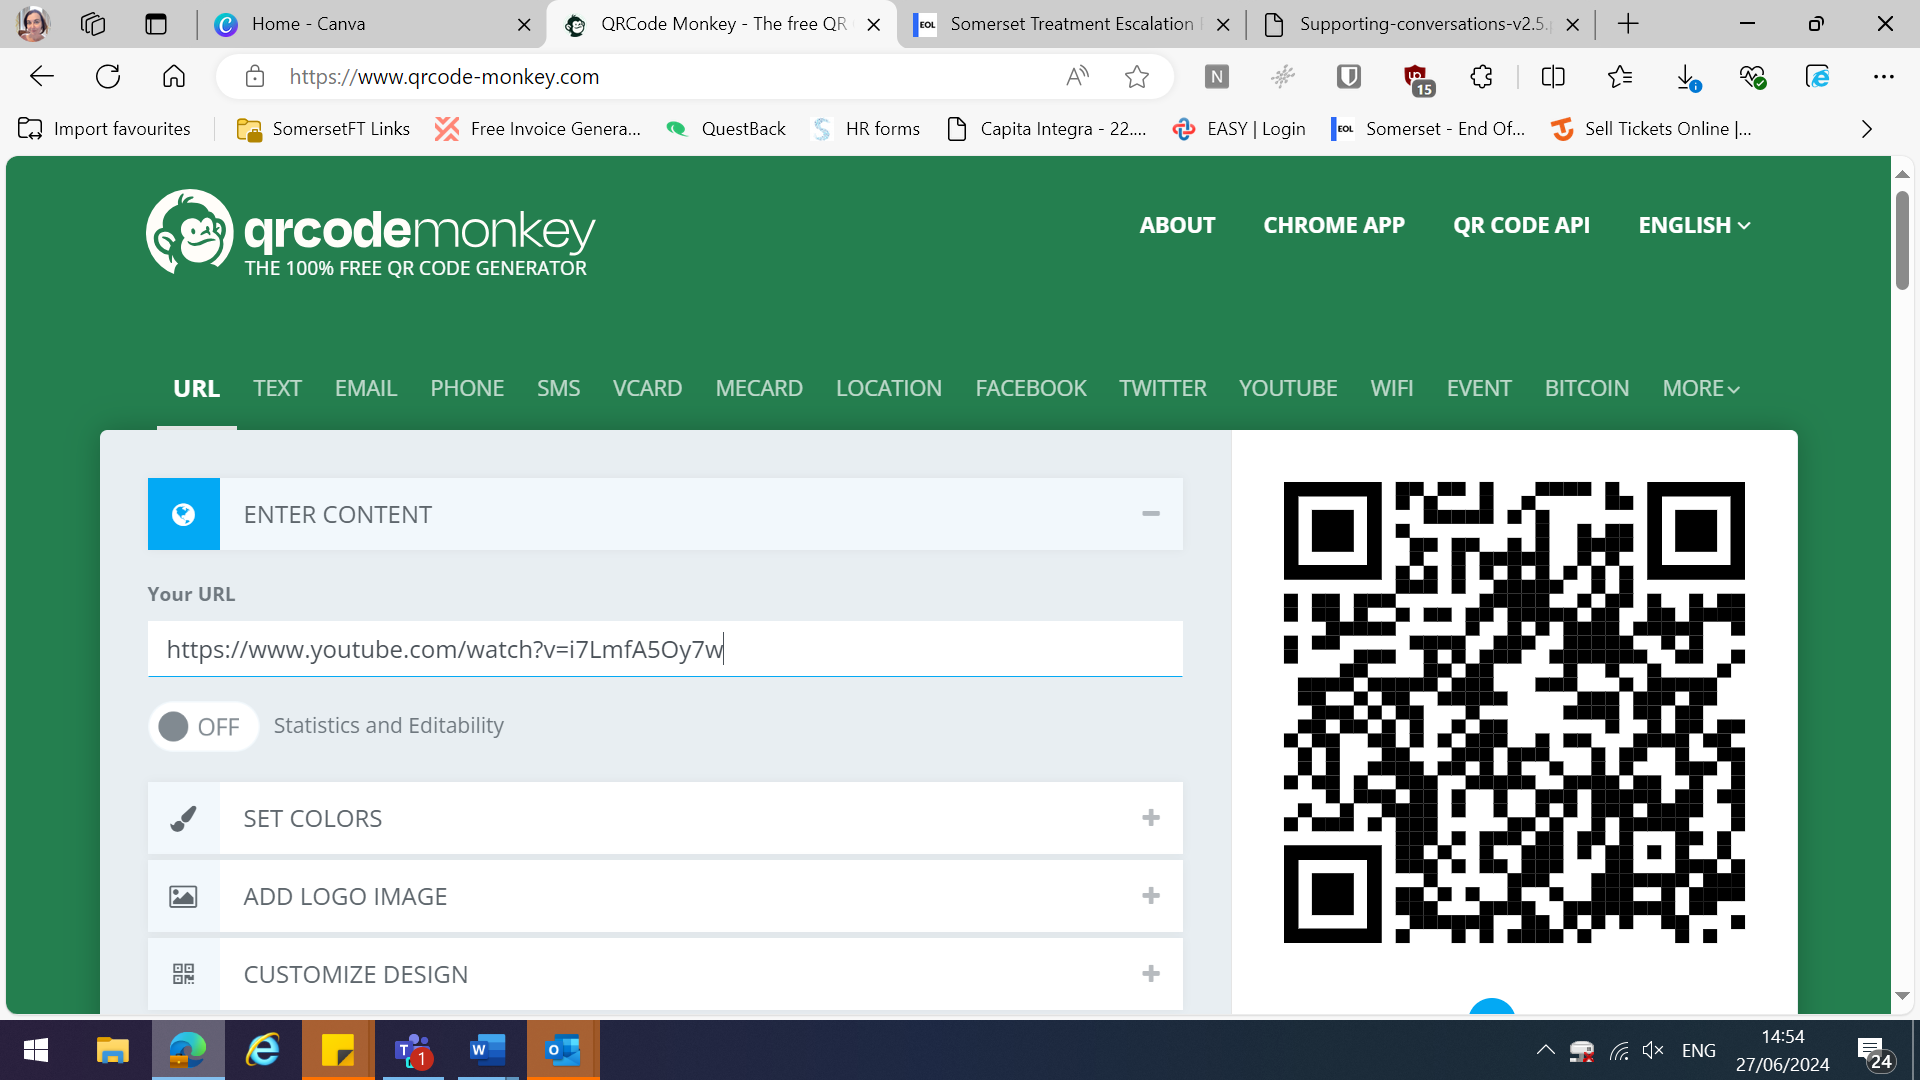 Home - Canva
QRCode Monkey - The free QR
EOL Somerset Treatment Escalation
Supporting-conversations-v2.5.
https://www.qrcode-monkey.com
A
N
15
Import favourites
SomersetFT Links
Free Invoice Genera...
QuestBack
HR forms
Capita Integra - 22....
EASY | Login
EOL Somerset - End Of...
Sell Tickets Online |...
qrcodemonkey
THE 100% FREE QR CODE GENERATOR
ABOUT
CHROME APP
QR CODE API
ENGLISH
URL
TEXT
EMAIL
PHONE
SMS
VCARD
MECARD
LOCATION
FACEBOOK
TWITTER
YOUTUBE
WIFI
EVENT
BITCOIN
MORE
ENTER CONTENT
Your URL
https://www.youtube.com/watch?v=i7LmfA5Oy7w
OFF
Statistics and Editability
SET COLORS
ADD LOGO IMAGE
CUSTOMIZE DESIGN
T
1
W
O
ENG
14:54
27/06/2024
24